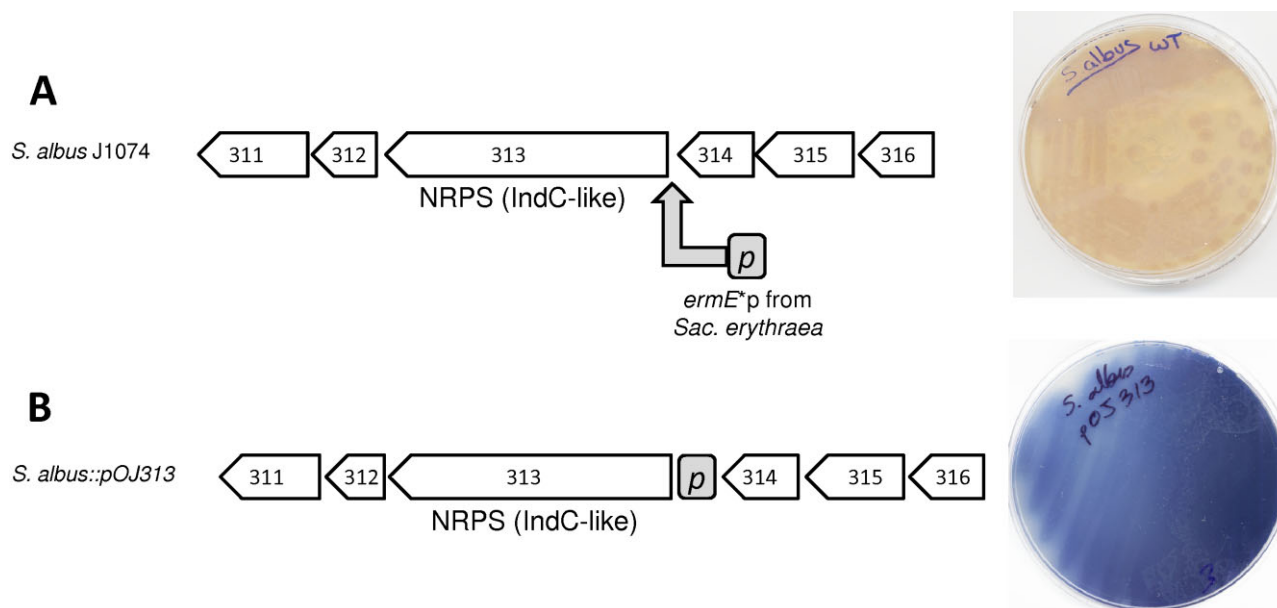 A
S. albus J1074
311 312 313 314 315 316
NRPS (IndC-like)
p
ermE*p from
Sac. erythraea
S. albus WT
B
S. albus::pOJ313
311 312 313 p 314 315 316
NRPS (IndC-like)
S. albus
pOJ313
3